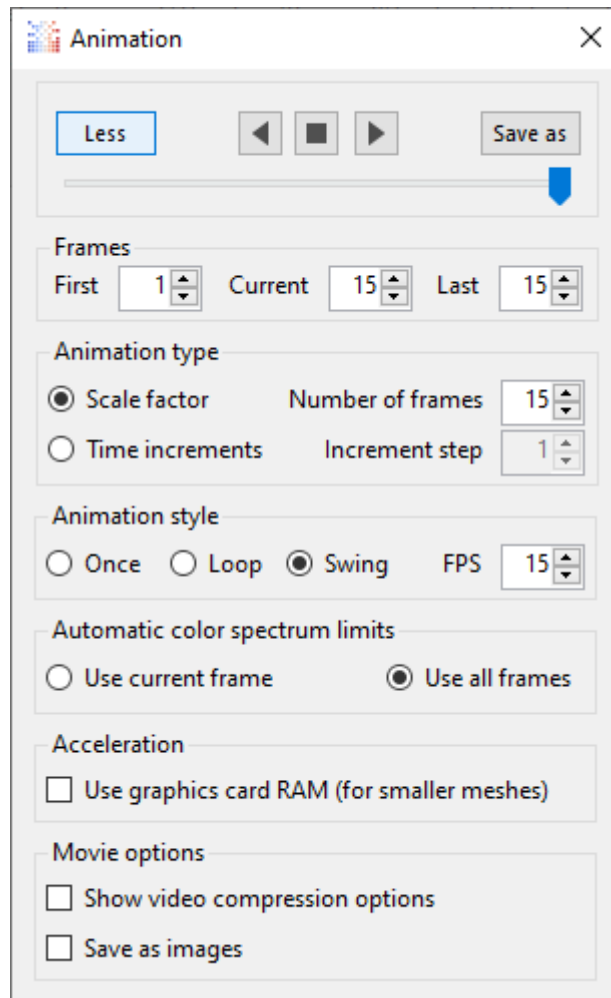 Animation
Less Save as
Frames
First 1 Current 15 Last 15
Animation type
Scale factor Number of frames 15
Time increments Increment step 1
Animation style
Once Loop Swing FPS 15
Automatic color spectrum limits
Use current frame Use all frames
Acceleration
Use graphics card RAM (for smaller meshes)
Movie options
Show video compression options
Save as images